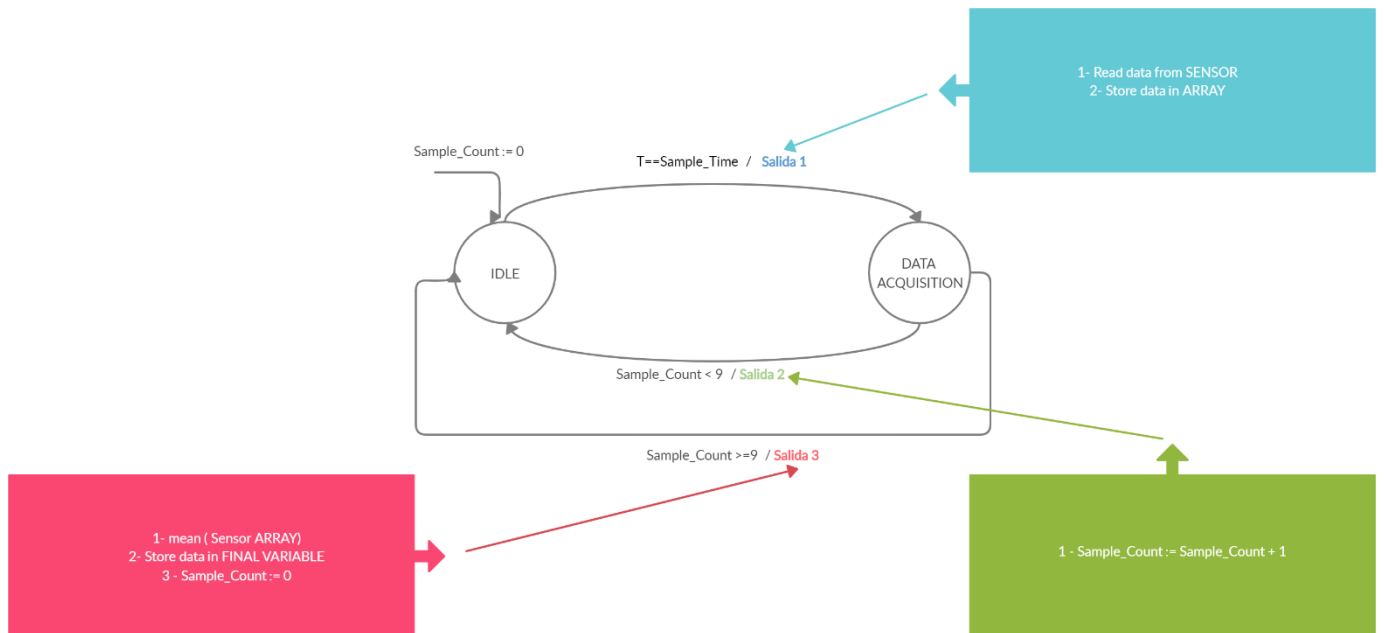 1- Read data from SENSOR
2- Store data in ARRAY
Sample_Count := 0
T==Sample_Time / Salida 1
IDLE
DATA
ACQUISITION
Sample_Count < 9 / Salida 2
Sample_Count >=9 / Salida 3
1- mean ( Sensor ARRAY)
2- Store data in FINAL VARIABLE
3 - Sample_Count := 0
1 - Sample_Count := Sample_Count + 1